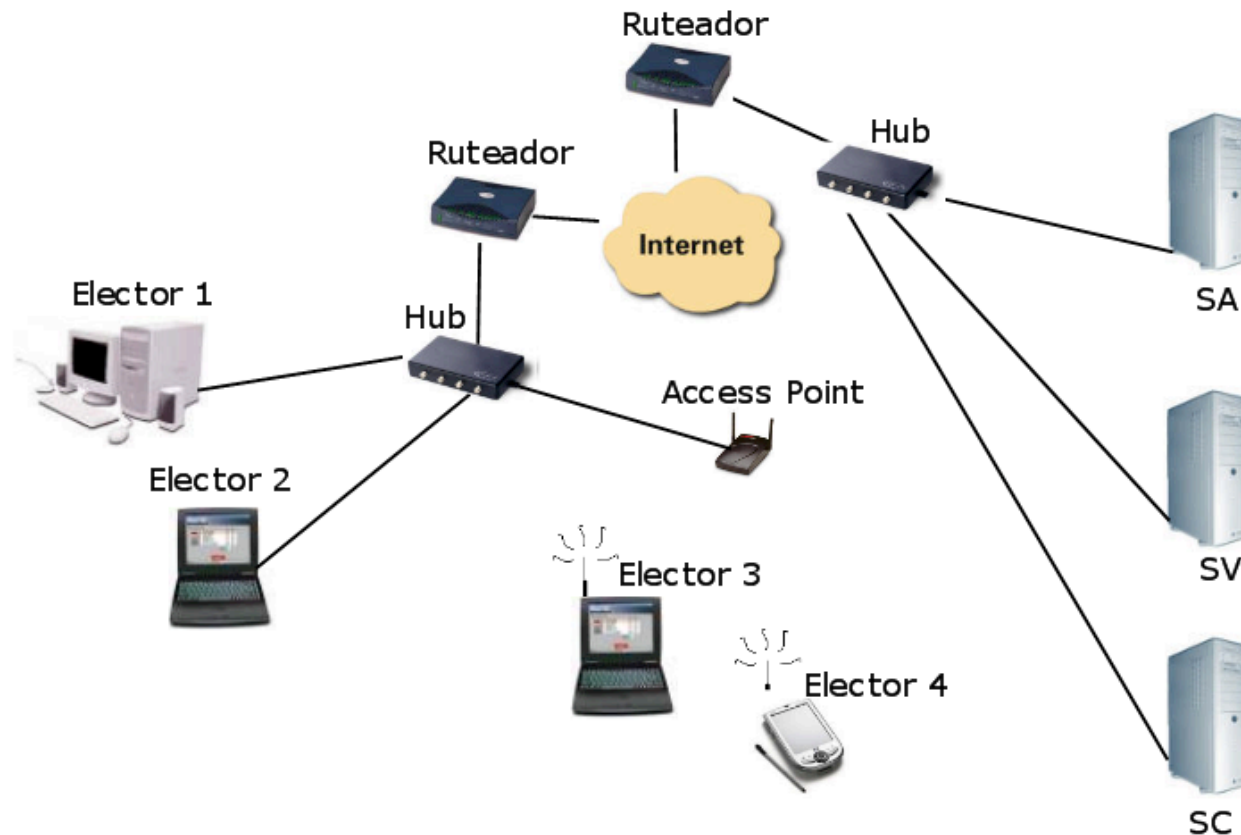 Ruteador
Hub
Ruteador
Internet
Elector 1
Hub
SA
Access Point
Elector 2
Elector 3
SV
Elector 4
SC